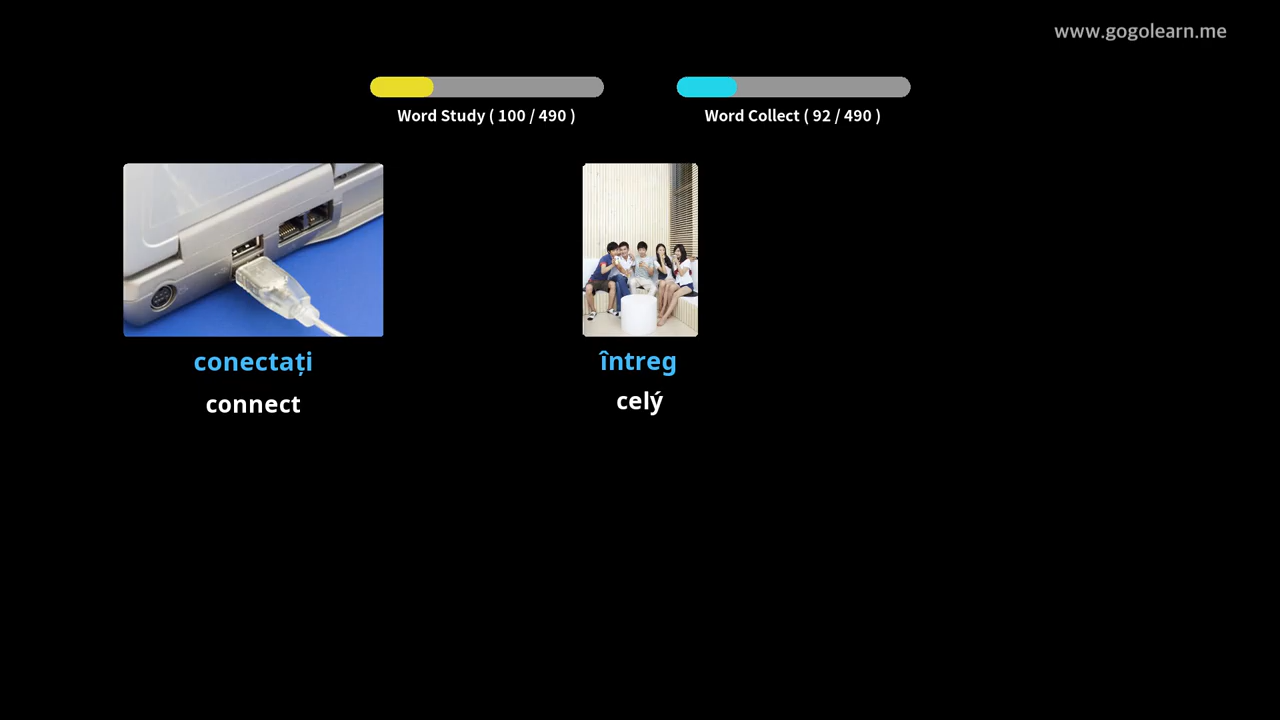 www.gogolearn.me
Word Study ( 100 / 490 )
Word Collect ( 92 / 490 )
conectați
connect
întreg
celý